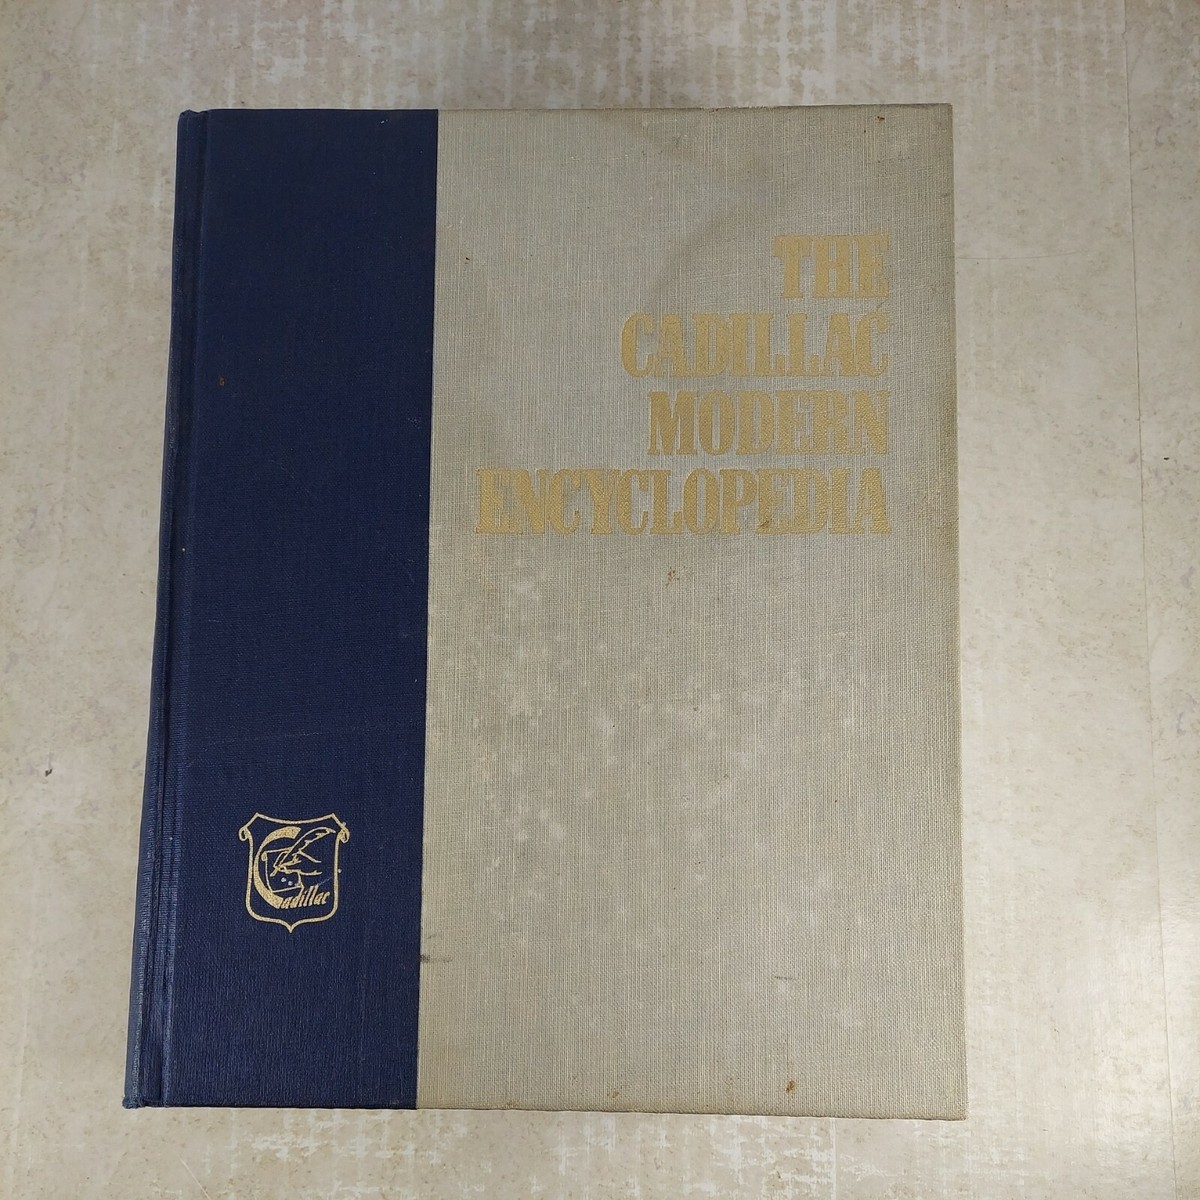 THE
CADILLAC
MODERN
ENCYCLOPEDIA
Cadillac